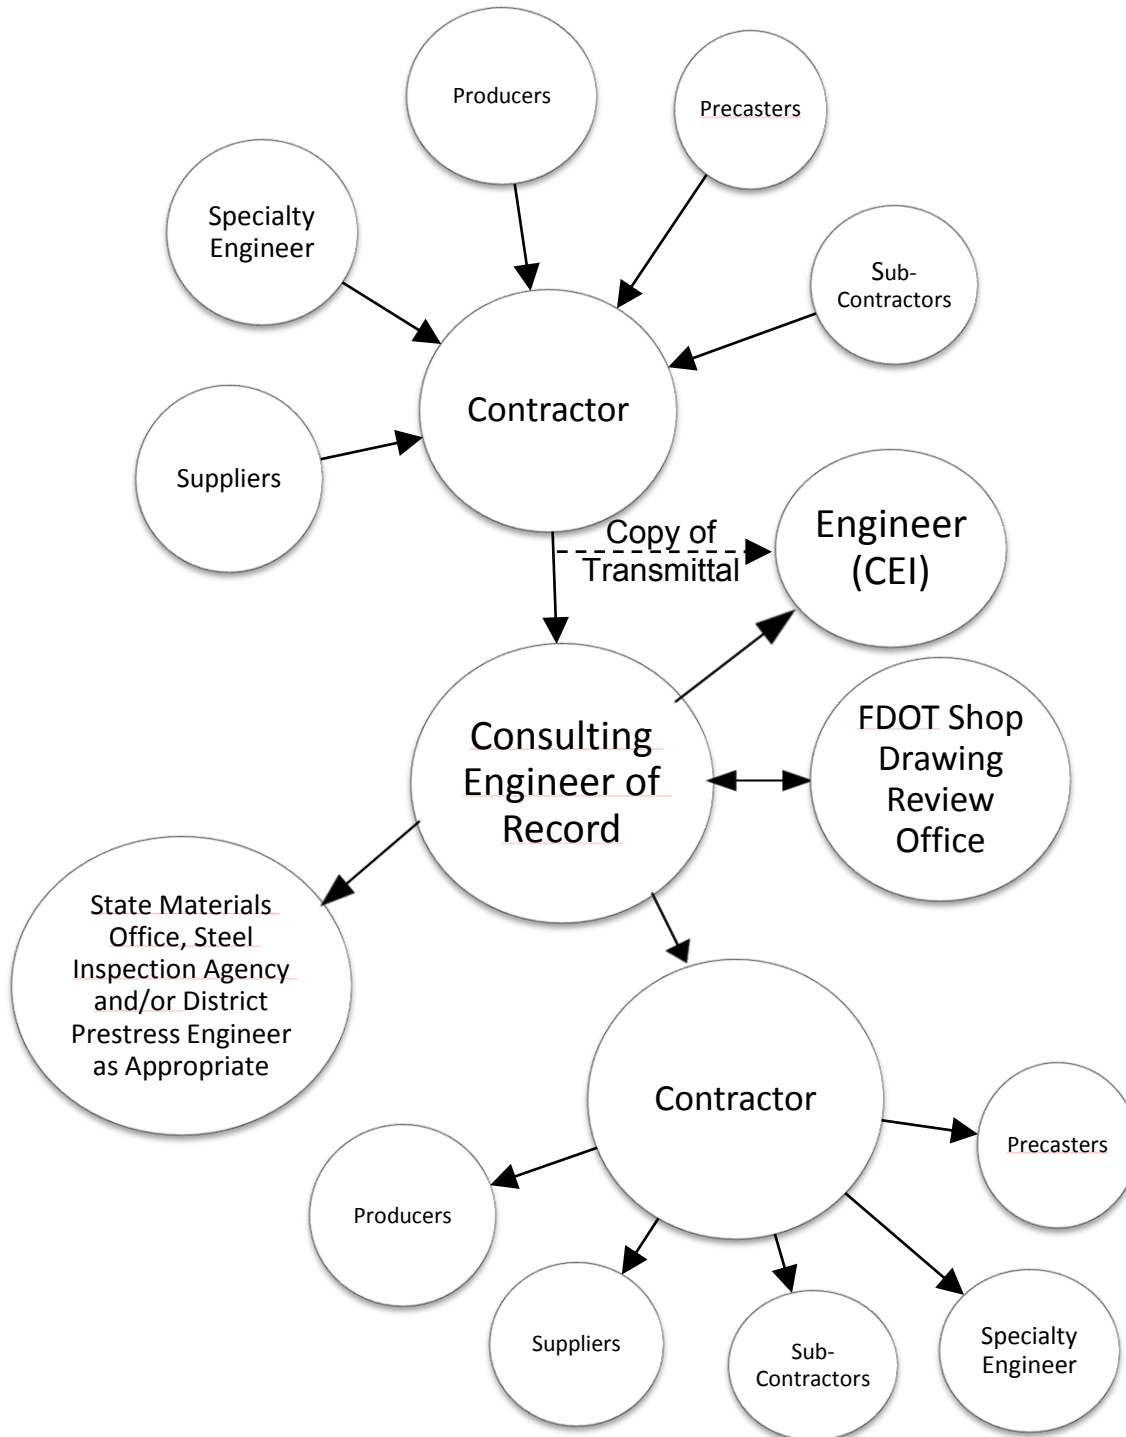 Producers
Precasters
Specialty
Engineer
Sub-
Contractors
Contractor
Suppliers
Copy of
Transmittal
Engineer
(CEI)
Consulting
Engineer of
Record
FDOT Shop
Drawing
Review
Office
State Materials
Office, Steel
Inspection Agency
and/or District
Prestress Engineer
as Appropriate
Contractor
Precasters
Producers
Suppliers
Sub-
Contractors
Specialty
Engineer